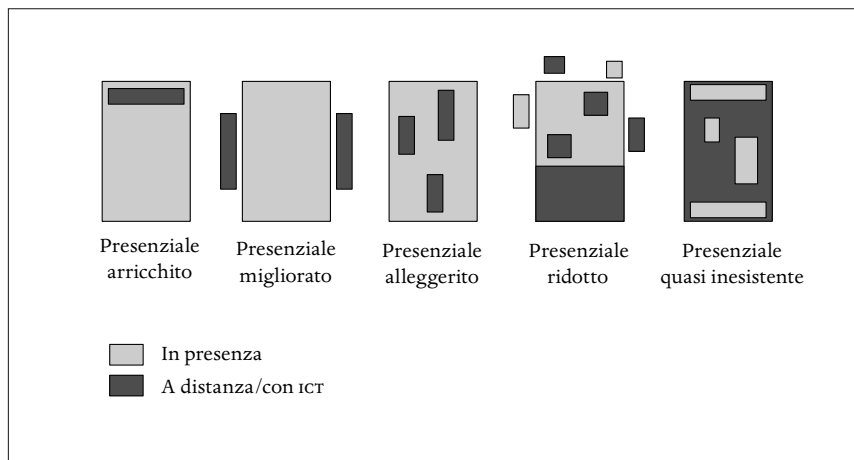 Presenziale arricchito
Presenziale migliorato
Presenziale alleggerito
Presenziale ridotto
Presenziale quasi inesistente
In presenza
A distanza/con ICT